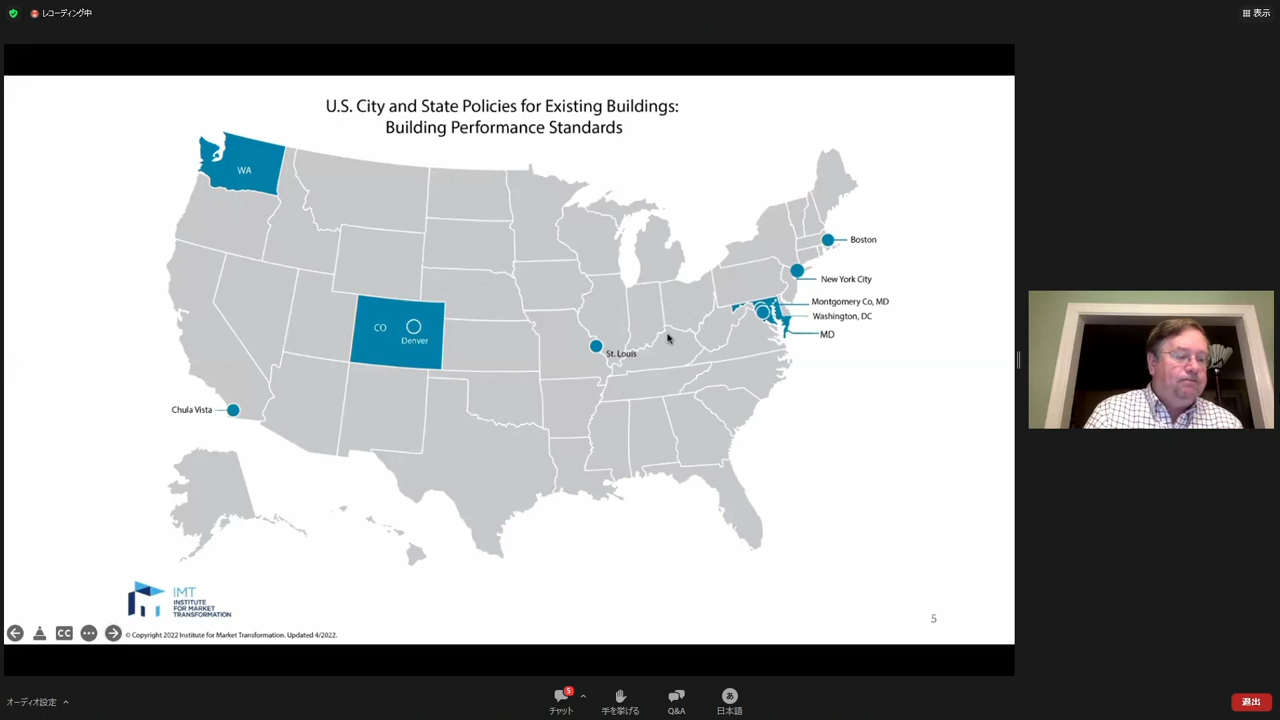 レコーディング中
表示
U.S. City and State Policies for Existing Buildings:
Building Performance Standards
WA
Boston
New York City
Montgomery Co, MD
Washington, DC
MD
CO
Denver
St. Louis
Chula Vista
IMT
INSTITUTE
FOR MARKET
TRANSFORMATION
5
CC
© Copyright 2022 Institute for Market Transformation. Updated 4/2022.
オーディオ設定
5
チャット
手を挙げる
Q&A
あ
日本語
退出